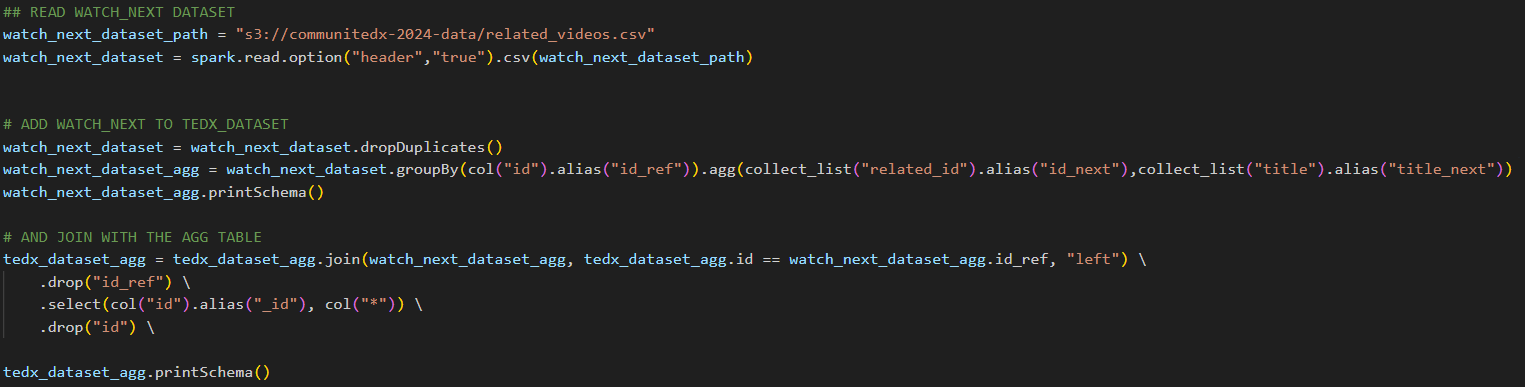 ## READ WATCH_NEXT DATASET
watch_next_dataset_path = "s3://communitedx-2024-data/related_videos.csv"
watch_next_dataset = spark.read.option("header","true").csv(watch_next_dataset_path)
# ADD WATCH_NEXT TO TEDX_DATASET
watch_next_dataset = watch_next_dataset.dropDuplicates()
watch_next_dataset_agg = watch_next_dataset.groupBy(col("id").alias("id_ref")).agg(collect_list("related_id").alias("id_next"),collect_list("title").alias("title_next"))
watch_next_dataset_agg.printSchema()
# AND JOIN WITH THE AGG TABLE
tedx_dataset_agg = tedx_dataset_agg.join(watch_next_dataset_agg, tedx_dataset_agg.id == watch_next_dataset_agg.id_ref, "left") \
    .drop("id_ref") \
    .select(col("id").alias("_id"), col("*")) \
    .drop("id") \
tedx_dataset_agg.printSchema()